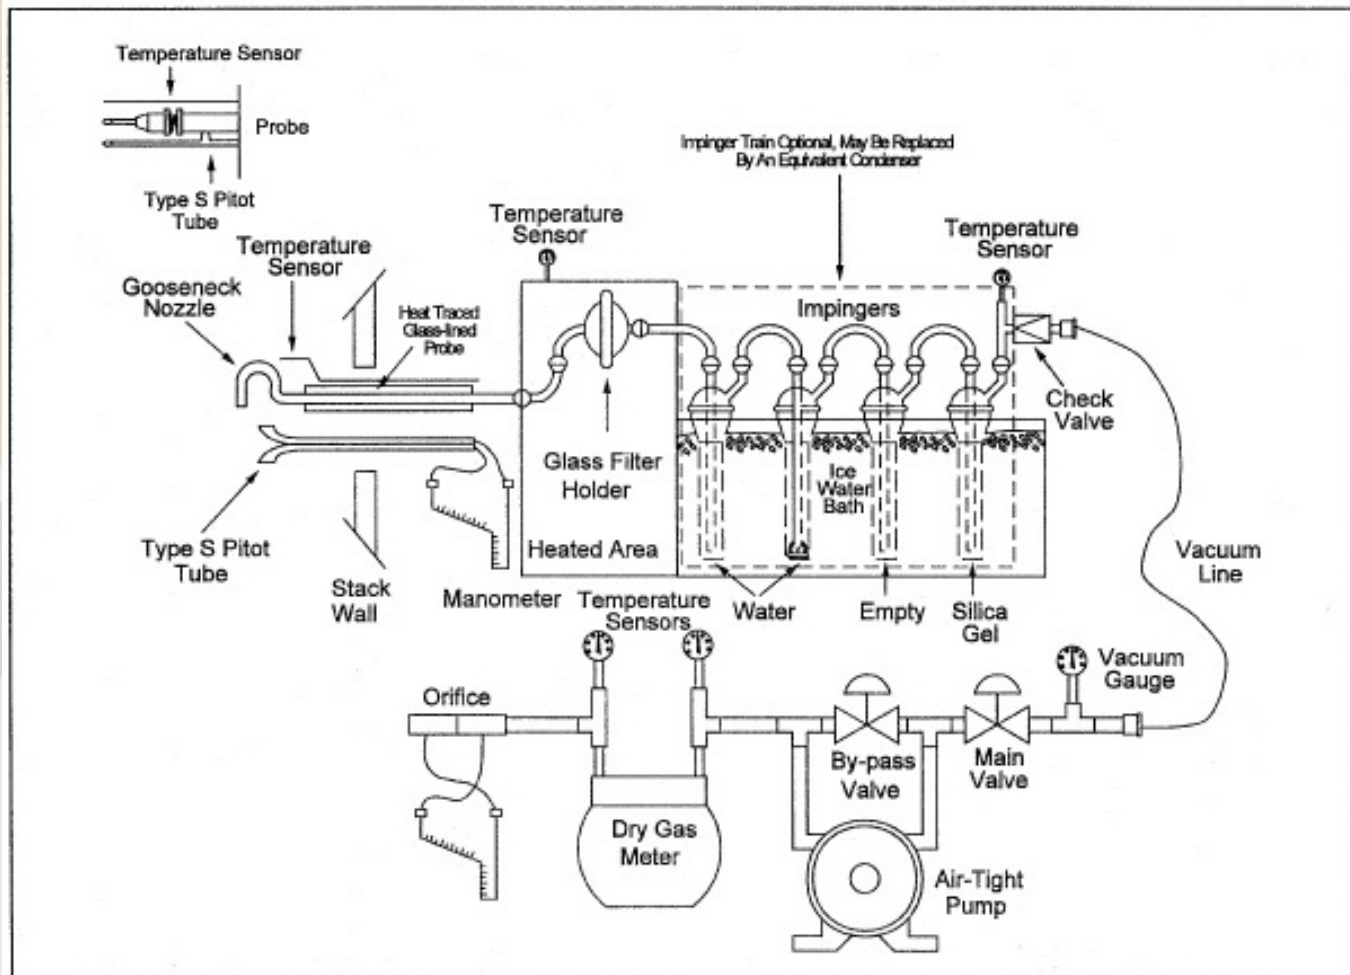 Temperature Sensor
Probe
Type S Pitot
Tube
Impinger Train Optional, May Be Replaced
By An Equivalent Condenser
Temperature
Sensor
Temperature
Sensor
Temperature
Sensor
Gooseneck
Nozzle
Heat Traced
Glass-lined
Probe
Impingers
Check
Valve
Glass Filter
Holder
Ice
Water
Bath
Heated Area
Type S Pitot
Tube
Stack
Wall
Manometer
Temperature
Sensors
Water
Empty
Silica
Gel
Vacuum
Line
Vacuum
Gauge
Orifice
By-pass
Valve
Main
Valve
Dry Gas
Meter
Air-Tight
Pump